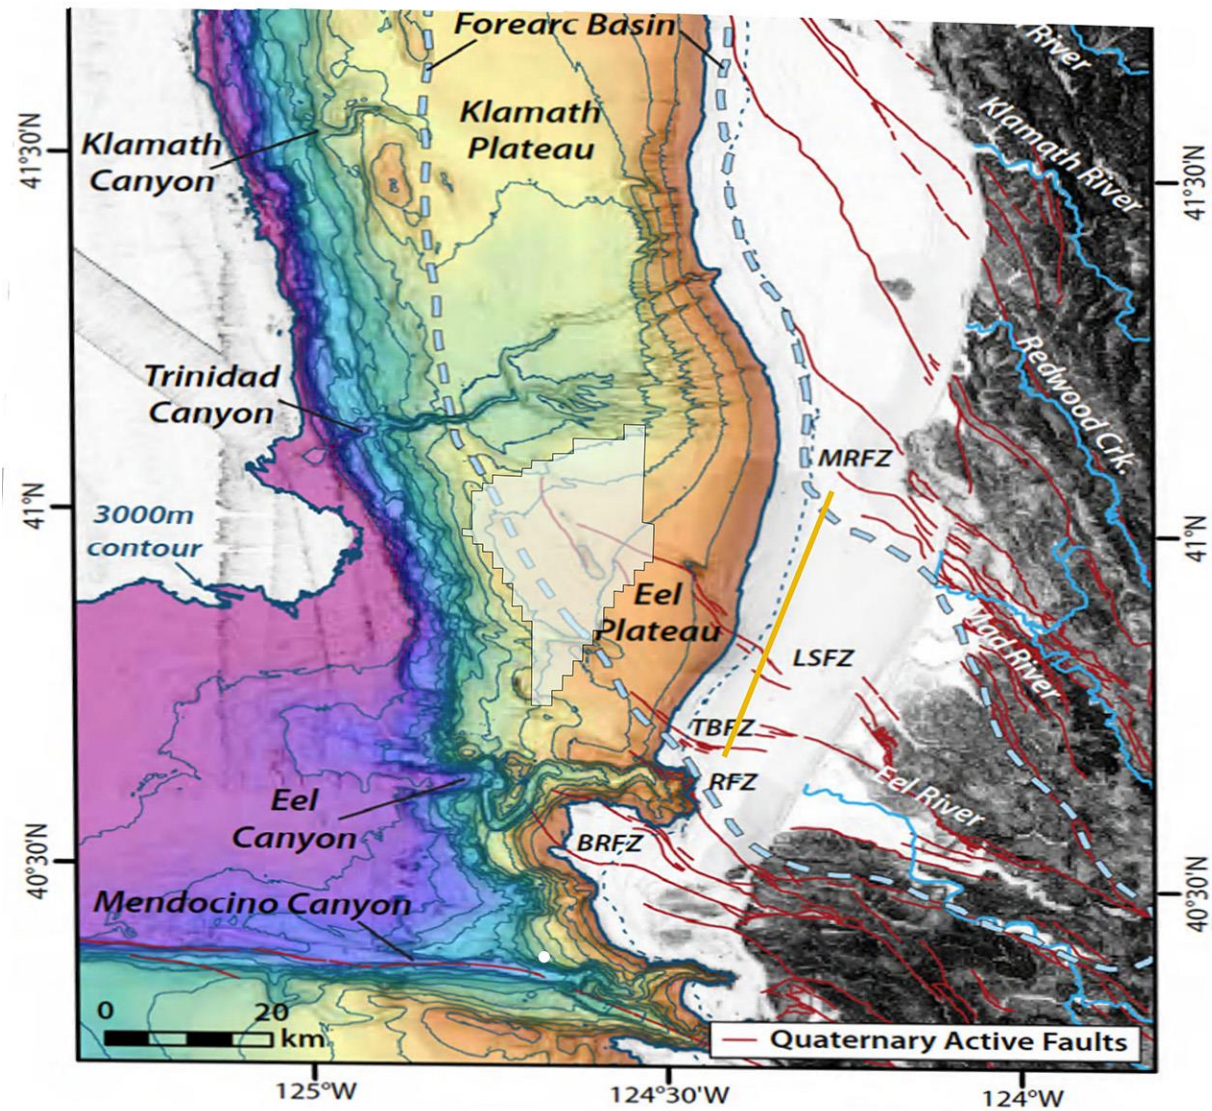 Forearc Basin
River
Klamath
Plateau
Klamath River
Klamath
Canyon
41°30'N
41°30'N
Trinidad
Canyon
Redwood Crk.
MRFZ
41°N
3000m
contour
41°N
Eel
Plateau
Mad River
LSFZ
TBFZ
RFZ
Eel River
Eel
Canyon
BRFZ
40°30'N
40°30'N
Mendocino Canyon
0 20
km
Quaternary Active Faults
125°W
124°30'W
124°W